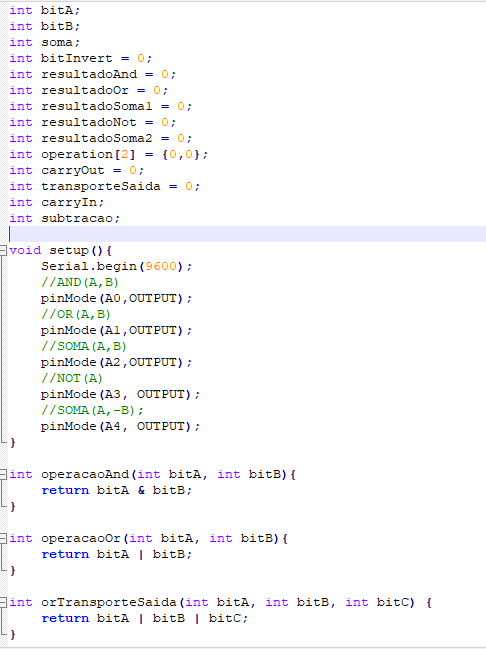 int bitA;
int bitB;
int soma;
int bitInvert = 0;
int resultadoAnd = 0;
int resultadoOr = 0;
int resultadoSoma1 = 0;
int resultadoNot = 0;
int resultadoSoma2 = 0;
int operation[2] = {0,0};
int carryOut = 0;
int transporteSaida = 0;
int carryIn;
int subtracao;
void setup(){
Serial.begin(9600);
//AND(A,B)
pinMode(A0,OUTPUT);
//OR(A,B)
pinMode(A1,OUTPUT);
//SOMA(A,B)
pinMode(A2,OUTPUT);
//NOT(A)
pinMode(A3, OUTPUT);
//SOMA(A,-B);
pinMode(A4, OUTPUT);
}
int operacaoAnd(int bitA, int bitB){
return bitA & bitB;
}
int operacaoOr(int bitA, int bitB){
return bitA | bitB;
}
int orTransporteSaida(int bitA, int bitB, int bitC) {
return bitA | bitB | bitC;
}